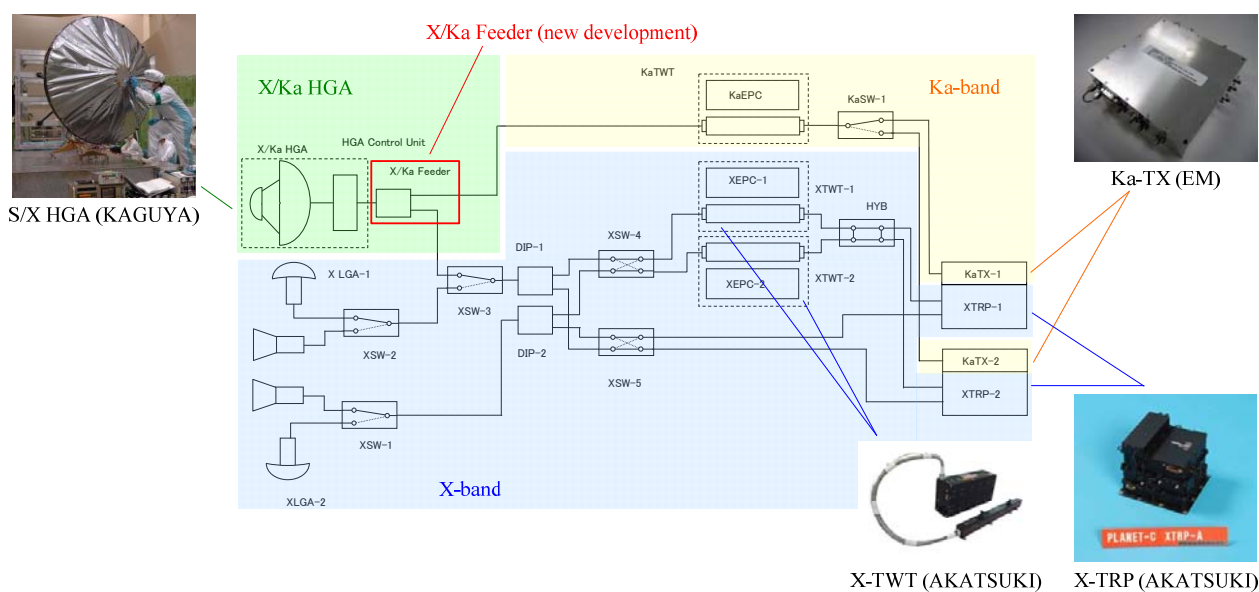 X/Ka Feeder (new development)
X/Ka HGA
KaTWT
KaEPC
KaSW-1
Ka-band
HGA Control Unit
X/Ka HGA
X/Ka Feeder
S/X HGA (KAGUYA)
Ka-TX (EM)
XEPC-1
XTWT-1
HYB
XSW-4
DIP-1
X LGA-1
XSW-3
XEPC-2
XTWT-2
KaTX-1
XTRP-1
XSW-2
DIP-2
XSW-5
KaTX-2
XTRP-2
XSW-1
XLGA-2
X-band
PLANET-C XTRP-A
X-TWT (AKATSUKI)
X-TRP (AKATSUKI)